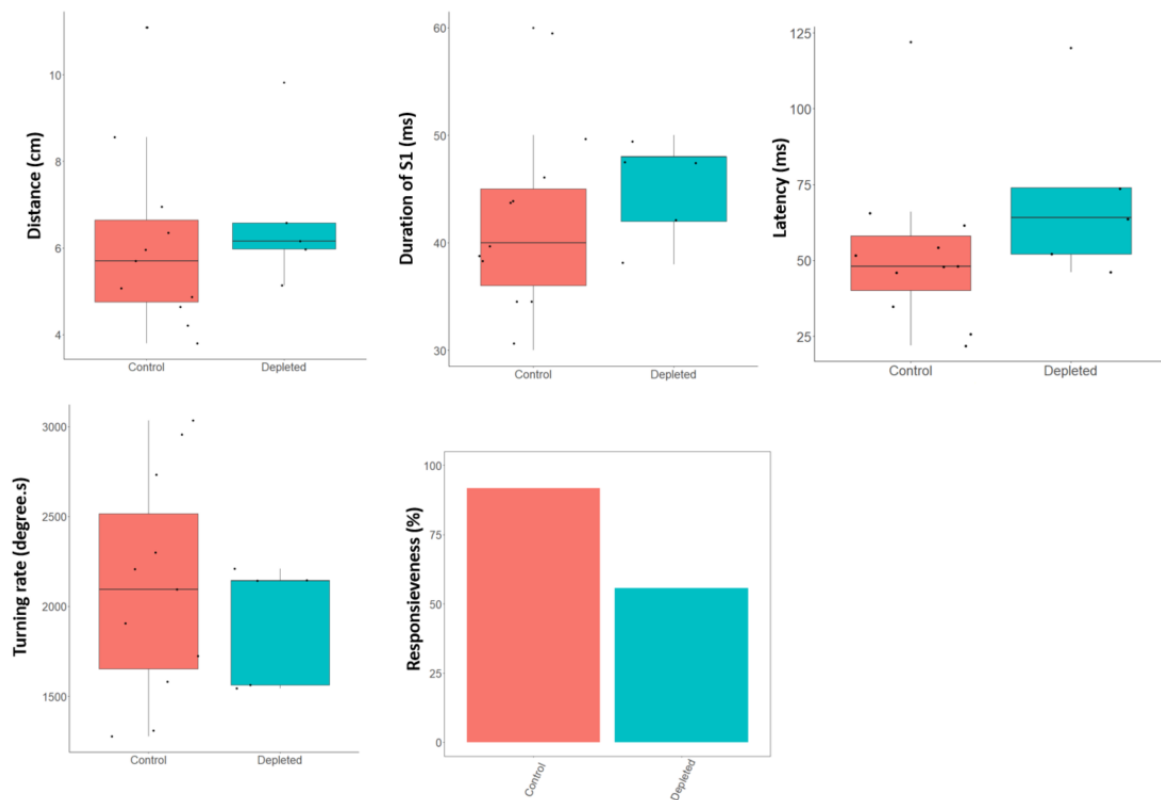 Distance (cm)
10
8
6
4
Control
Depleted
Duration of S1 (ms)
60
50
40
30
Control
Depleted
Latency (ms)
125
100
75
50
25
Control
Depleted
Turning rate (degree.s)
3000
2500
2000
1500
Control
Depleted
Responsieveness (%)
100
75
50
25
0
Control
Depleted